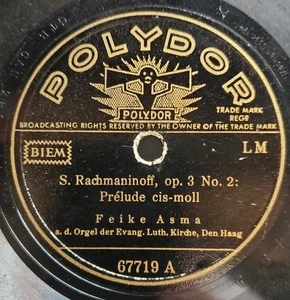 POLYDOR
POLYDOR
TRADE MARK
REGD
BROADCASTING RIGHTS RESERVED BY THE OWNER OF THE TRADE MARK
BIEM
LM
S. Rachmaninoff, op. 3 No. 2:
Prélude cis-moll
Feike Asma
a. d. Orgel der Evang. Luth. Kirche, Den Haag
67719 A